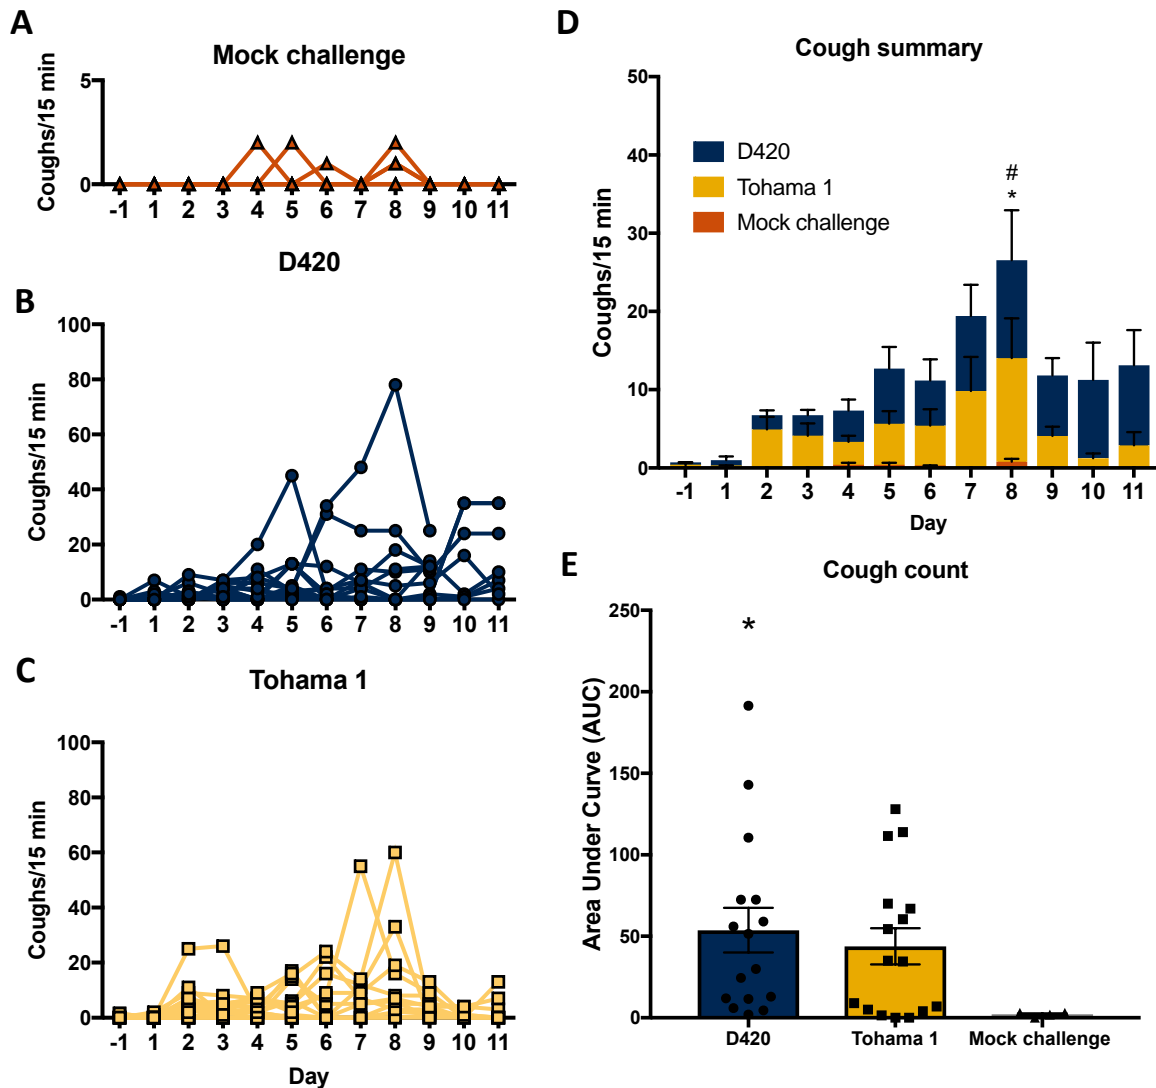 A
Mock challenge
Coughs/15 min
5
0
-1 1 2 3 4 5 6 7 8 9 10 11
D420
B
Coughs/15 min
100
80
60
40
20
0
-1 1 2 3 4 5 6 7 8 9 10 11
C
Tohama 1
Coughs/15 min
100
80
60
40
20
0
-1 1 2 3 4 5 6 7 8 9 10 11
Day
D
Cough summary
Coughs/15 min
50
40
30
20
10
0
D420
Tohama 1
Mock challenge
#
*
-1 1 2 3 4 5 6 7 8 9 10 11
Day
E
Cough count
Area Under Curve (AUC)
250
200
150
100
50
0
*
D420 Tohama 1 Mock challenge